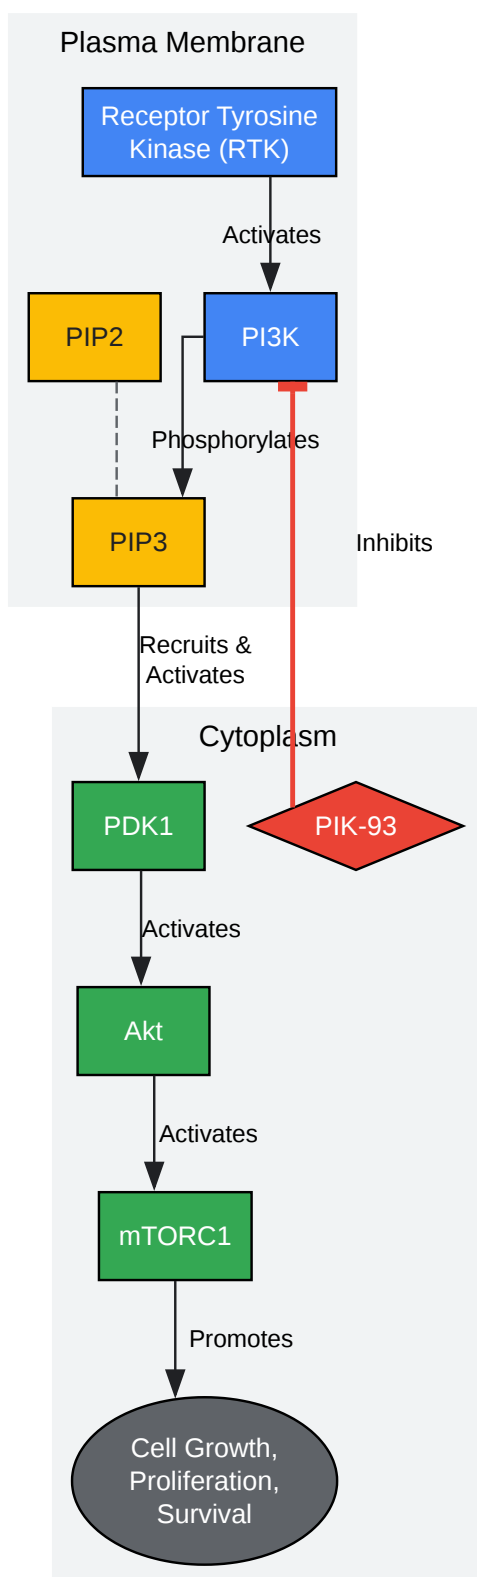 Plasma Membrane
Receptor Tyrosine
Kinase (RTK)
Activates
PIP2
PI3K
Phosphorylates
PIP3
Inhibits
Recruits &
Activates
Cytoplasm
PDK1
PIK-93
Activates
Akt
Activates
mTORC1
Promotes
Cell Growth,
Proliferation,
Survival